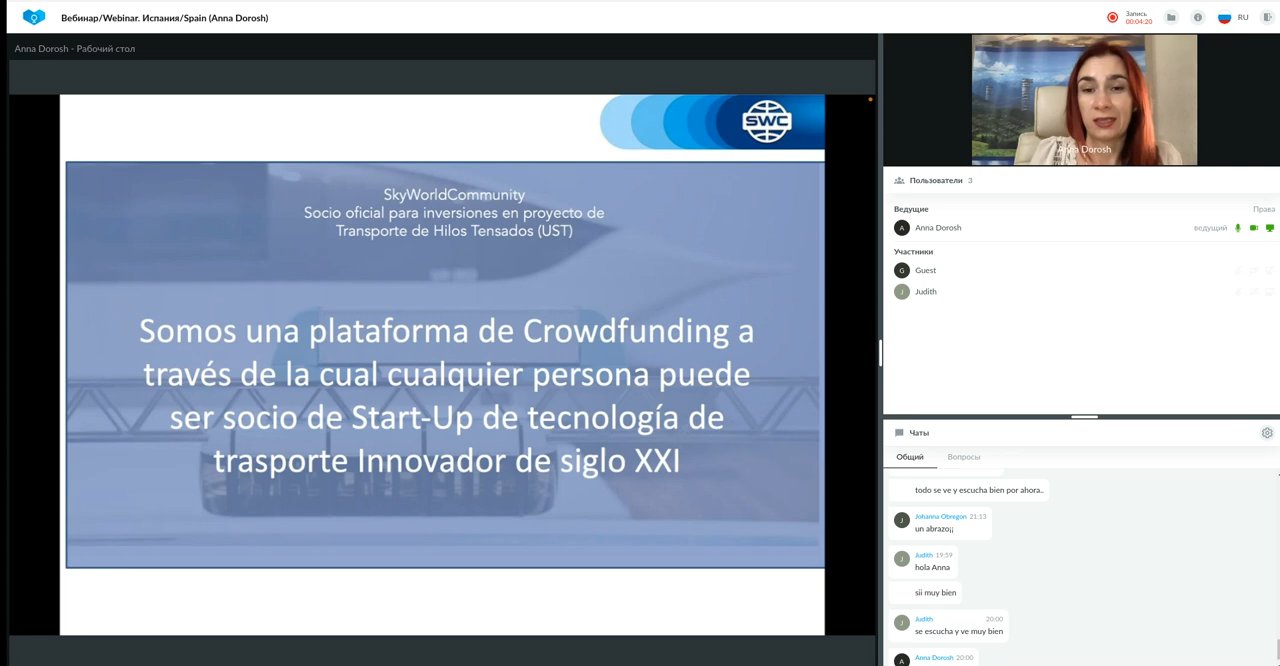 Вебинар/Webinar. Испания/Spain (Anna Dorosh)
Запись
00:04:20
RU
Anna Dorosh - Рабочий стол
SWC
SkyWorldCommunity
Socio oficial para inversiones en proyecto de
Transporte de Hilos Tensados (UST)
Somos una plataforma de Crowdfunding a
través de la cual cualquier persona puede
ser socio de Start-Up de tecnología de
trasporte Innovador de siglo XXI
Anna Dorosh
Пользователи 3
Ведущие Права
A Anna Dorosh ведущий
Участники
G Guest
J Judith
Чаты
Общий Вопросы
todo se ve y escucha bien por ahora..
J Johanna Obregon 21:13
un abrazo¡¡
J Judith 19:59
hola Anna
sii muy bien
J Judith 20:00
se escucha y ve muy bien
A Anna Dorosh 20:00